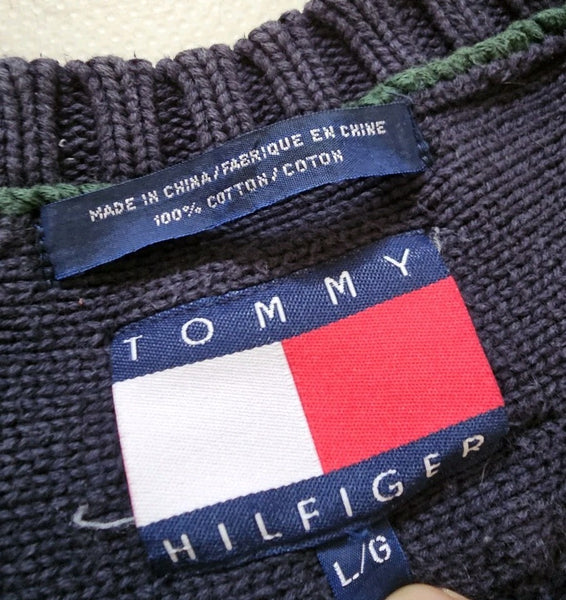 MADE IN CHINA/FABRIQUE EN CHINE
100% COTTON/COTON
TOMMY
HILFIGER
L/G